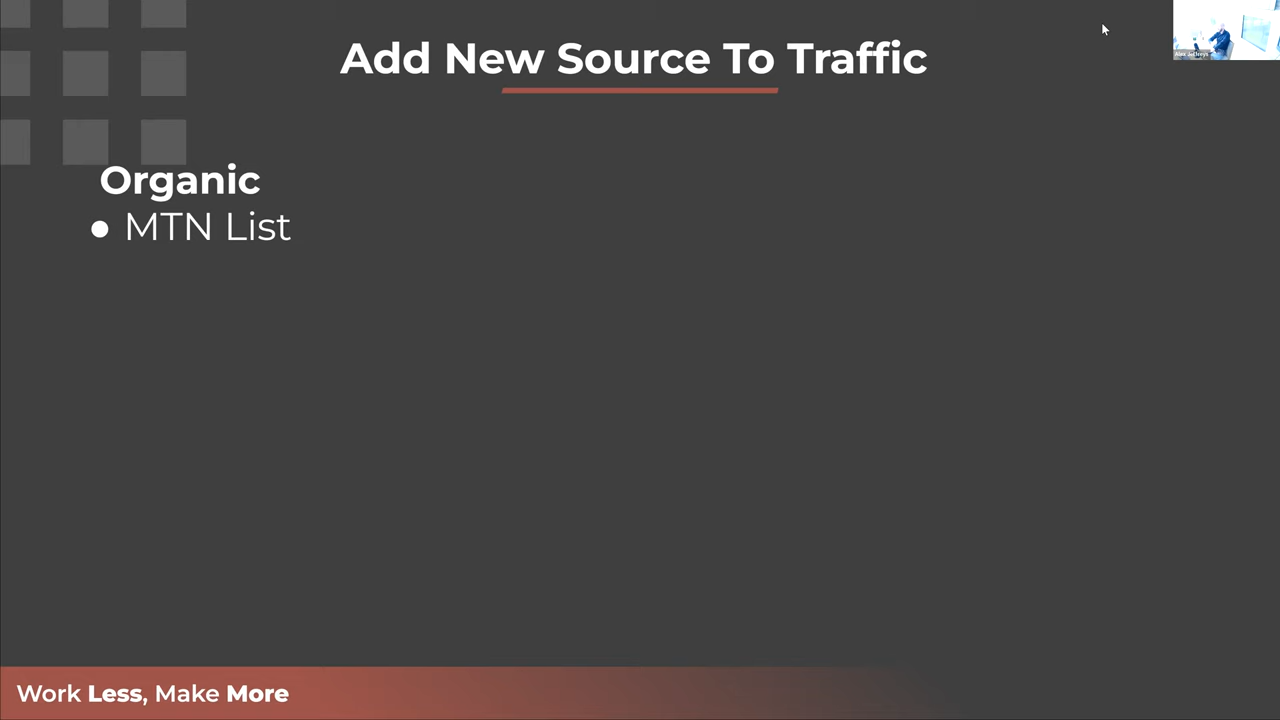 Add New Source To Traffic
Organic
● MTN List
Work Less, Make More